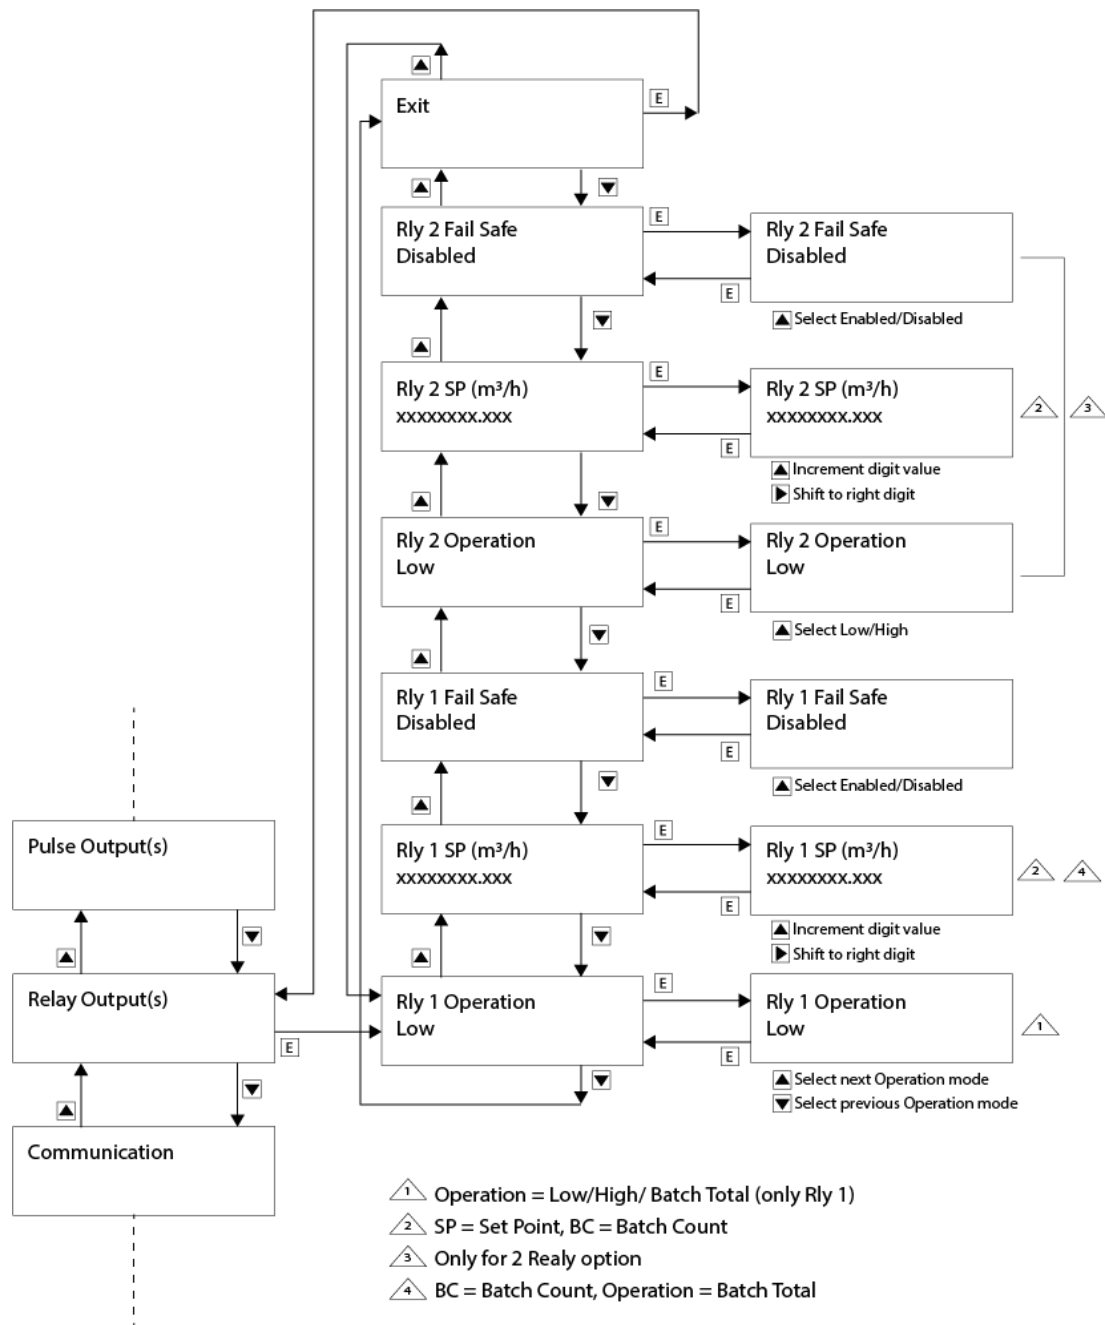 Exit
E
Rly 2 Fail Safe
Disabled
E
Rly 2 Fail Safe
Disabled
E
Select Enabled/Disabled
Rly 2 SP (m³/h)
xxxxxxxx.xxx
E
Rly 2 SP (m³/h)
xxxxxxxx.xxx
2
3
E
Increment digit value
Shift to right digit
Rly 2 Operation
Low
E
Rly 2 Operation
Low
E
Select Low/High
Rly 1 Fail Safe
Disabled
E
Rly 1 Fail Safe
Disabled
E
Select Enabled/Disabled
Pulse Output(s)
Rly 1 SP (m³/h)
xxxxxxxx.xxx
E
Rly 1 SP (m³/h)
xxxxxxxx.xxx
2
4
E
Increment digit value
Shift to right digit
Relay Output(s)
E
Rly 1 Operation
Low
E
Rly 1 Operation
Low
1
E
Select next Operation mode
Select previous Operation mode
Communication
1 Operation = Low/High/ Batch Total (only Rly 1)
2 SP = Set Point, BC = Batch Count
3 Only for 2 Realy option
4 BC = Batch Count, Operation = Batch Total